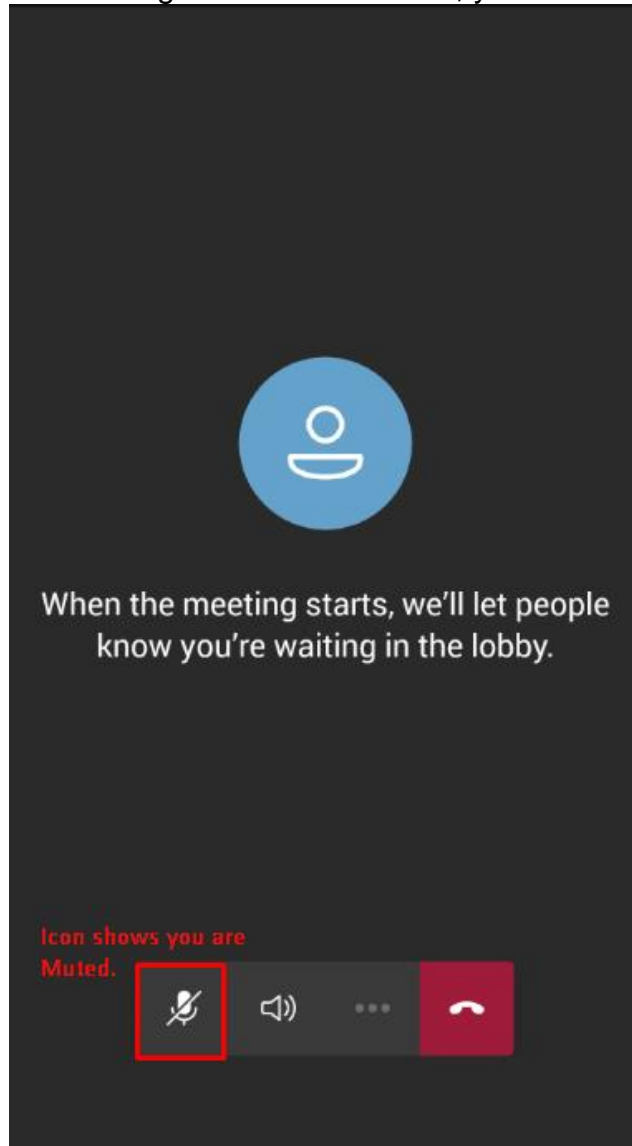 When the meeting starts, we'll let people
know you're waiting in the lobby.
Icon shows you are
Muted.